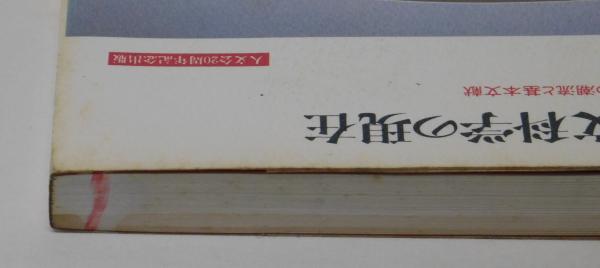 文科学の現在
の潮流と基本文献
人文会20周年記念出版